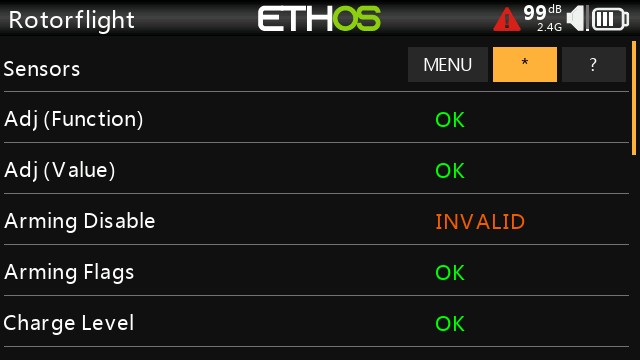 Rotorflight ETHOS 99 dB 2.4G
Sensors MENU * ?
Adj (Function) OK
Adj (Value) OK
Arming Disable INVALID
Arming Flags OK
Charge Level OK